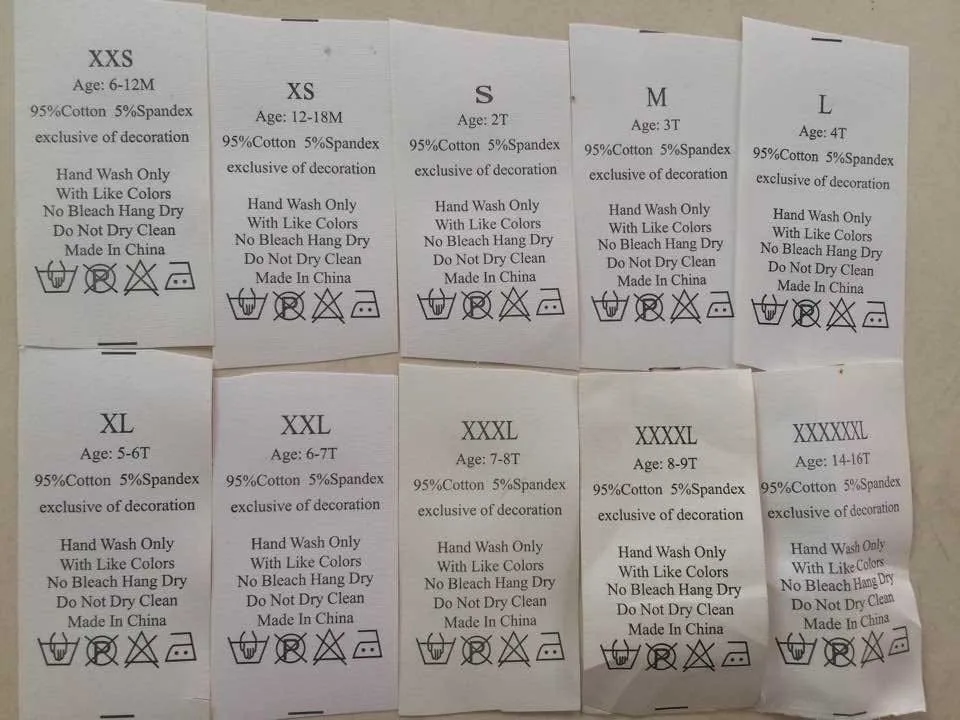 XXS
Age: 6-12M
95%Cotton 5%Spandex
exclusive of decoration
Hand Wash Only
With Like Colors
No Bleach Hang Dry
Do Not Dry Clean
Made In China
XS
Age: 12-18M
95%Cotton 5%Spandex
exclusive of decoration
Hand Wash Only
With Like Colors
No Bleach Hang Dry
Do Not Dry Clean
Made In China
S
Age: 2T
95%Cotton 5%Spandex
exclusive of decoration
Hand Wash Only
With Like Colors
No Bleach Hang Dry
Do Not Dry Clean
Made In China
M
Age: 3T
95%Cotton 5%Spandex
exclusive of decoration
Hand Wash Only
With Like Colors
No Bleach Hang Dry
Do Not Dry Clean
Made In China
L
Age: 4T
95%Cotton 5%Spandex
exclusive of decoration
Hand Wash Only
With Like Colors
No Bleach Hang Dry
Do Not Dry Clean
Made In China
XL
Age: 5-6T
95%Cotton 5%Spandex
exclusive of decoration
Hand Wash Only
With Like Colors
No Bleach Hang Dry
Do Not Dry Clean
Made In China
XXL
Age: 6-7T
95%Cotton 5%Spandex
exclusive of decoration
Hand Wash Only
With Like Colors
No Bleach Hang Dry
Do Not Dry Clean
Made In China
XXXL
Age: 7-8T
95%Cotton 5%Spandex
exclusive of decoration
Hand Wash Only
With Like Colors
No Bleach Hang Dry
Do Not Dry Clean
Made In China
XXXXL
Age: 8-9T
95%Cotton 5%Spandex
exclusive of decoration
Hand Wash Only
With Like Colors
No Bleach Hang Dry
Do Not Dry Clean
Made In China
XXXXXXL
Age: 14-16T
95%Cotton 5%Spandex
exclusive of decoration
Hand Wash Only
With Like Colors
No Bleach Hang Dry
Do Not Dry Clean
Made In China